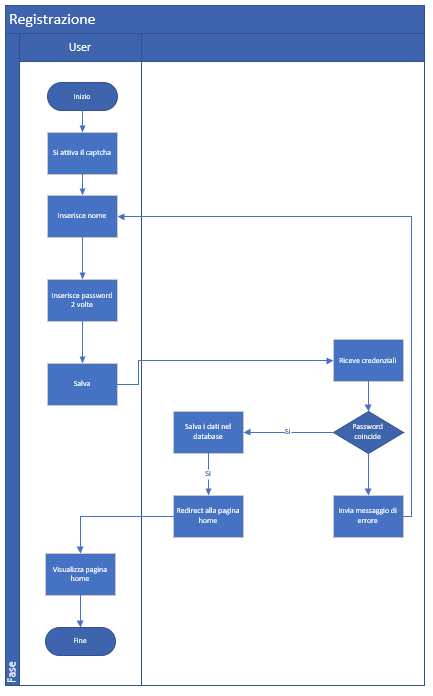 Registrazione
User
Fase
Inizio
Si attiva il captcha
Inserisce nome
Inserisce password
2 volte
Salva
Riceve credenziali
Password
coincide
Si
Salva i dati nel
database
Si
Redirect alla pagina
home
Invia messaggio di
errore
Visualizza pagina
home
Fine